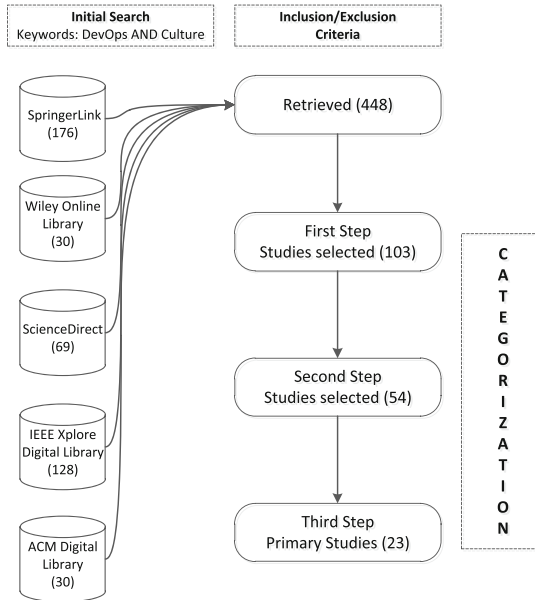 Initial Search
Keywords: DevOps AND Culture
Inclusion/Exclusion
Criteria
SpringerLink
(176)
Wiley Online
Library
(30)
ScienceDirect
(69)
IEEE Xplore
Digital Library
(128)
ACM Digital
Library
(30)
Retrieved (448)
First Step
Studies selected (103)
Second Step
Studies selected (54)
Third Step
Primary Studies (23)
C
A
T
E
G
O
R
I
Z
A
T
I
O
N